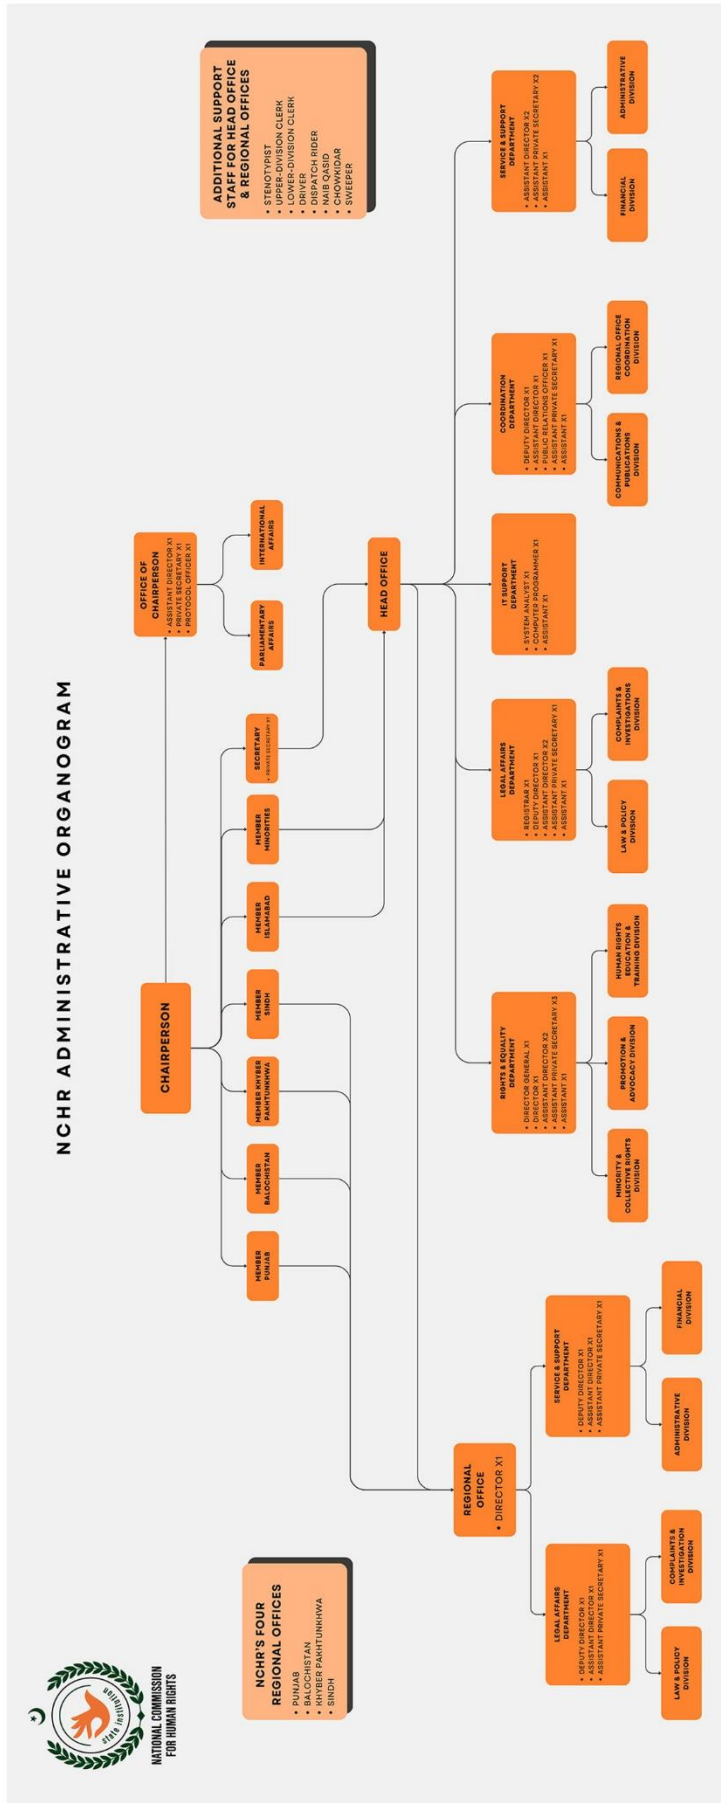 NCHR ADMINISTRATIVE ORGANOGRAM
state institution
NATIONAL COMMISSION
FOR HUMAN RIGHTS
NCHR'S FOUR
REGIONAL OFFICES
• PUNJAB
• BALOCHISTAN
• KHYBER PAKHTUNKHWA
• SINDH
ADDITIONAL SUPPORT
STAFF FOR HEAD OFFICE
& REGIONAL OFFICES
• STENOTYPIST
• UPPER-DIVISION CLERK
• LOWER-DIVISION CLERK
• DRIVER
• DISPATCH RIDER
• NAIB QASID
• CHOWKIDAR
• SWEEPER
CHAIRPERSON
OFFICE OF
CHAIRPERSON
• ASSISTANT DIRECTOR X1
• PRIVATE SECRETARY X1
• PROTOCOL OFFICER X1
PARLIAMENTARY
AFFAIRS
INTERNATIONAL
AFFAIRS
MEMBER
PUNJAB
MEMBER
BALOCHISTAN
MEMBER KHYBER
PAKHTUNKHWA
MEMBER
SINDH
MEMBER
ISLAMABAD
MEMBER
MINORITIES
SECRETARY
• PRIVATE SECRETARY X1
HEAD OFFICE
REGIONAL
OFFICE
• DIRECTOR X1
RIGHTS & EQUALITY
DEPARTMENT
• DIRECTOR GENERAL X1
• DIRECTOR X1
• ASSISTANT DIRECTOR X2
• ASSISTANT PRIVATE SECRETARY X3
• ASSISTANT X1
LEGAL AFFAIRS
DEPARTMENT
• REGISTRAR X1
• DEPUTY DIRECTOR X1
• ASSISTANT DIRECTOR X2
• ASSISTANT PRIVATE SECRETARY X1
• ASSISTANT X1
IT SUPPORT
DEPARTMENT
• SYSTEM ANALYST X1
• COMPUTER PROGRAMMER X1
• ASSISTANT X1
COORDINATION
DEPARTMENT
• DEPUTY DIRECTOR X1
• ASSISTANT DIRECTOR X1
• PUBLIC RELATIONS OFFICER X1
• ASSISTANT PRIVATE SECRETARY X1
• ASSISTANT X1
SERVICE & SUPPORT
DEPARTMENT
• ASSISTANT DIRECTOR X2
• ASSISTANT PRIVATE SECRETARY X2
• ASSISTANT X1
MINORITY &
COLLECTIVE RIGHTS
DIVISION
PROMOTION &
ADVOCACY DIVISION
HUMAN RIGHTS
EDUCATION &
TRAINING DIVISION
LAW & POLICY
DIVISION
COMPLAINTS &
INVESTIGATIONS
DIVISION
COMMUNICATIONS &
PUBLICATIONS
DIVISION
REGIONAL OFFICE
COORDINATION
DIVISION
FINANCIAL
DIVISION
ADMINISTRATIVE
DIVISION
LEGAL AFFAIRS
DEPARTMENT
• DEPUTY DIRECTOR X1
• ASSISTANT DIRECTOR X1
• ASSISTANT PRIVATE SECRETARY X1
SERVICE & SUPPORT
DEPARTMENT
• DEPUTY DIRECTOR X1
• ASSISTANT DIRECTOR X1
• ASSISTANT PRIVATE SECRETARY X1
LAW & POLICY
DIVISION
COMPLAINTS &
INVESTIGATION
DIVISION
ADMINISTRATIVE
DIVISION
FINANCIAL
DIVISION